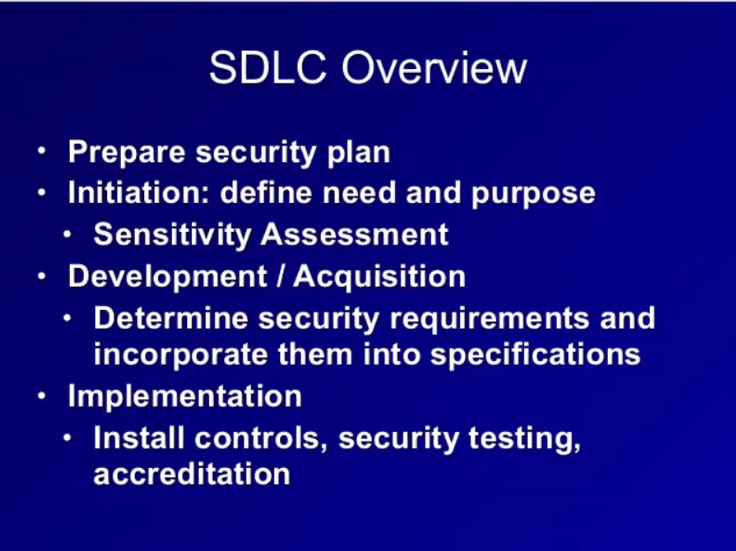 SDLC Overview
• Prepare security plan
• Initiation: define need and purpose
• Sensitivity Assessment
• Development / Acquisition
• Determine security requirements and
incorporate them into specifications
• Implementation
• Install controls, security testing,
accreditation